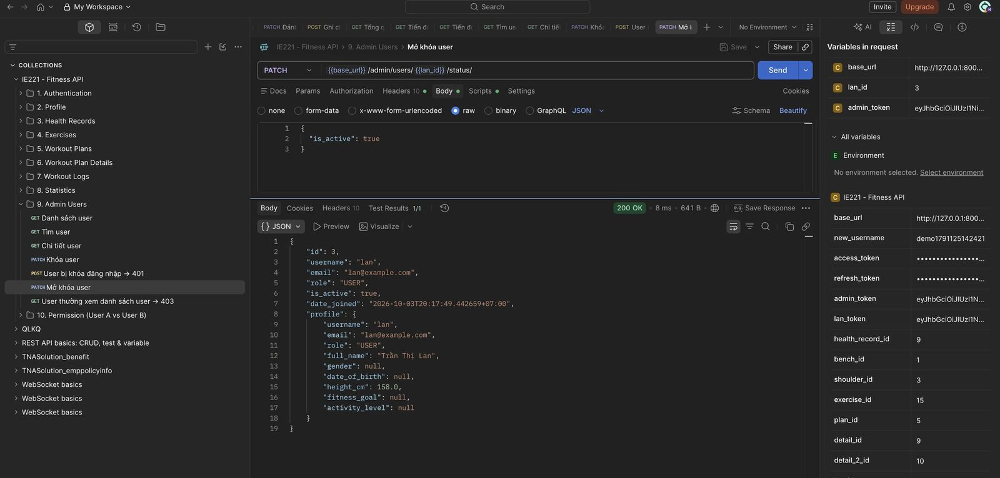 My Workspace
Search
Invite
Upgrade
COLLECTIONS
IE221 - Fitness API
1. Authentication
2. Profile
3. Health Records
4. Exercises
5. Workout Plans
6. Workout Plan Details
7. Workout Logs
8. Statistics
9. Admin Users
GET Danh sách user
GET Tìm user
GET Chi tiết user
PATCH Khóa user
POST User bị khóa đăng nhập → 401
PATCH Mở khóa user
GET User thường xem danh sách user → 403
10. Permission (User A vs User B)
QLKQ
REST API basics: CRUD, test & variable
TNASolution_benefit
TNASolution_emppolicyinfo
WebSocket basics
WebSocket basics
WebSocket basics
PATCH Đán
POST Ghi c
GET Tổng q
GET Tiến đ
GET Tiến đ
GET Tìm us
GET Chi tiế
PATCH Khó
POST User
PATCH Mở k
No Environment
HTTP IE221 - Fitness API > 9. Admin Users > Mở khóa user
Save
Share
PATCH {{base_url}} /admin/users/ {{lan_id}} /status/
Send
Docs Params Authorization Headers 10 Body Scripts Settings
Cookies
none form-data x-www-form-urlencoded raw binary GraphQL JSON
Schema Beautify
1 {
2 "is_active": true
3 }
Body Cookies Headers 10 Test Results 1/1
200 OK • 8 ms • 641 B •
e.g. Save Response
{} JSON Preview Visualize
1 {
2 "id": 3,
3 "username": "lan",
4 "email": "lan@example.com",
5 "role": "USER",
6 "is_active": true,
7 "date_joined": "2026-10-03T20:17:49.442659+07:00",
8 "profile": {
9 "username": "lan",
10 "email": "lan@example.com",
11 "role": "USER",
12 "full_name": "Trần Thị Lan",
13 "gender": null,
14 "date_of_birth": null,
15 "height_cm": 158.0,
16 "fitness_goal": null,
17 "activity_level": null
18 }
19 }
AI
Variables in request
C base_url http://127.0.0.1:800...
C lan_id 3
C admin_token eyJhbGciOiJIUzI1Ni...
All variables
E Environment
No environment selected. Select environment
C IE221 - Fitness API
base_url http://127.0.0.1:800...
new_username demo1791125142421
access_token ••••••••••••••••...
refresh_token ••••••••••••••••...
admin_token eyJhbGciOiJIUzI1N...
lan_token eyJhbGciOiJIUzI1N...
health_record_id 9
bench_id 1
shoulder_id 3
exercise_id 15
plan_id 5
detail_id 9
detail_2_id 10